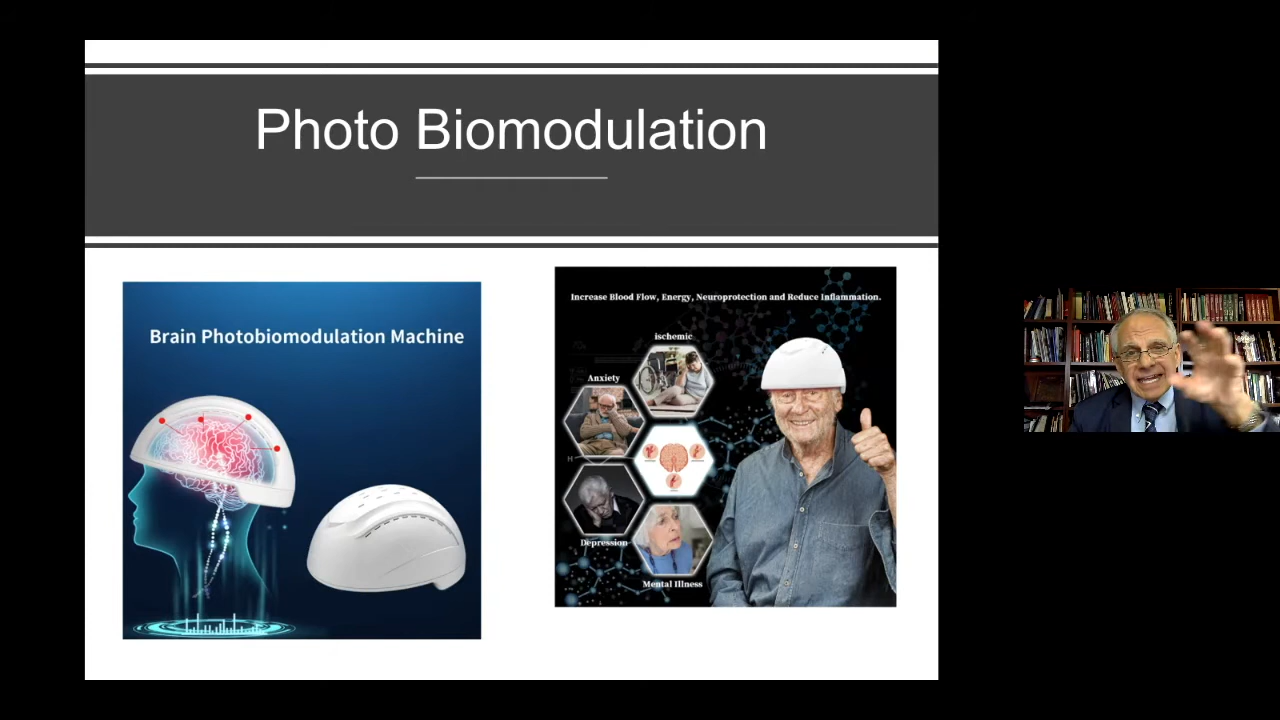 Photo Biomodulation
Brain Photobiomodulation Machine
Increase Blood Flow, Energy, Neuroprotection and Reduce Inflammation.
ischemic
Anxiety
H
Depression
Mental Illness